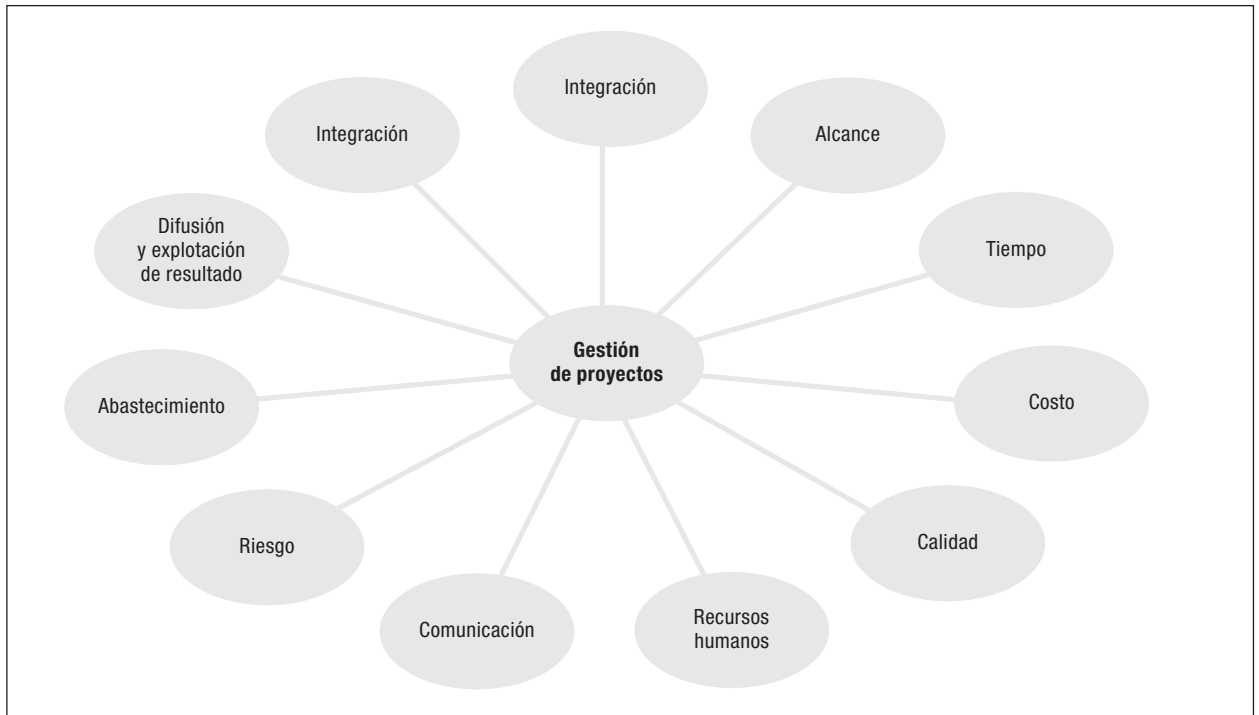 Integración
Integración
Alcance
Difusión
y explotación
de resultado
Tiempo
Gestión
de proyectos
Abastecimiento
Costo
Riesgo
Calidad
Comunicación
Recursos
humanos